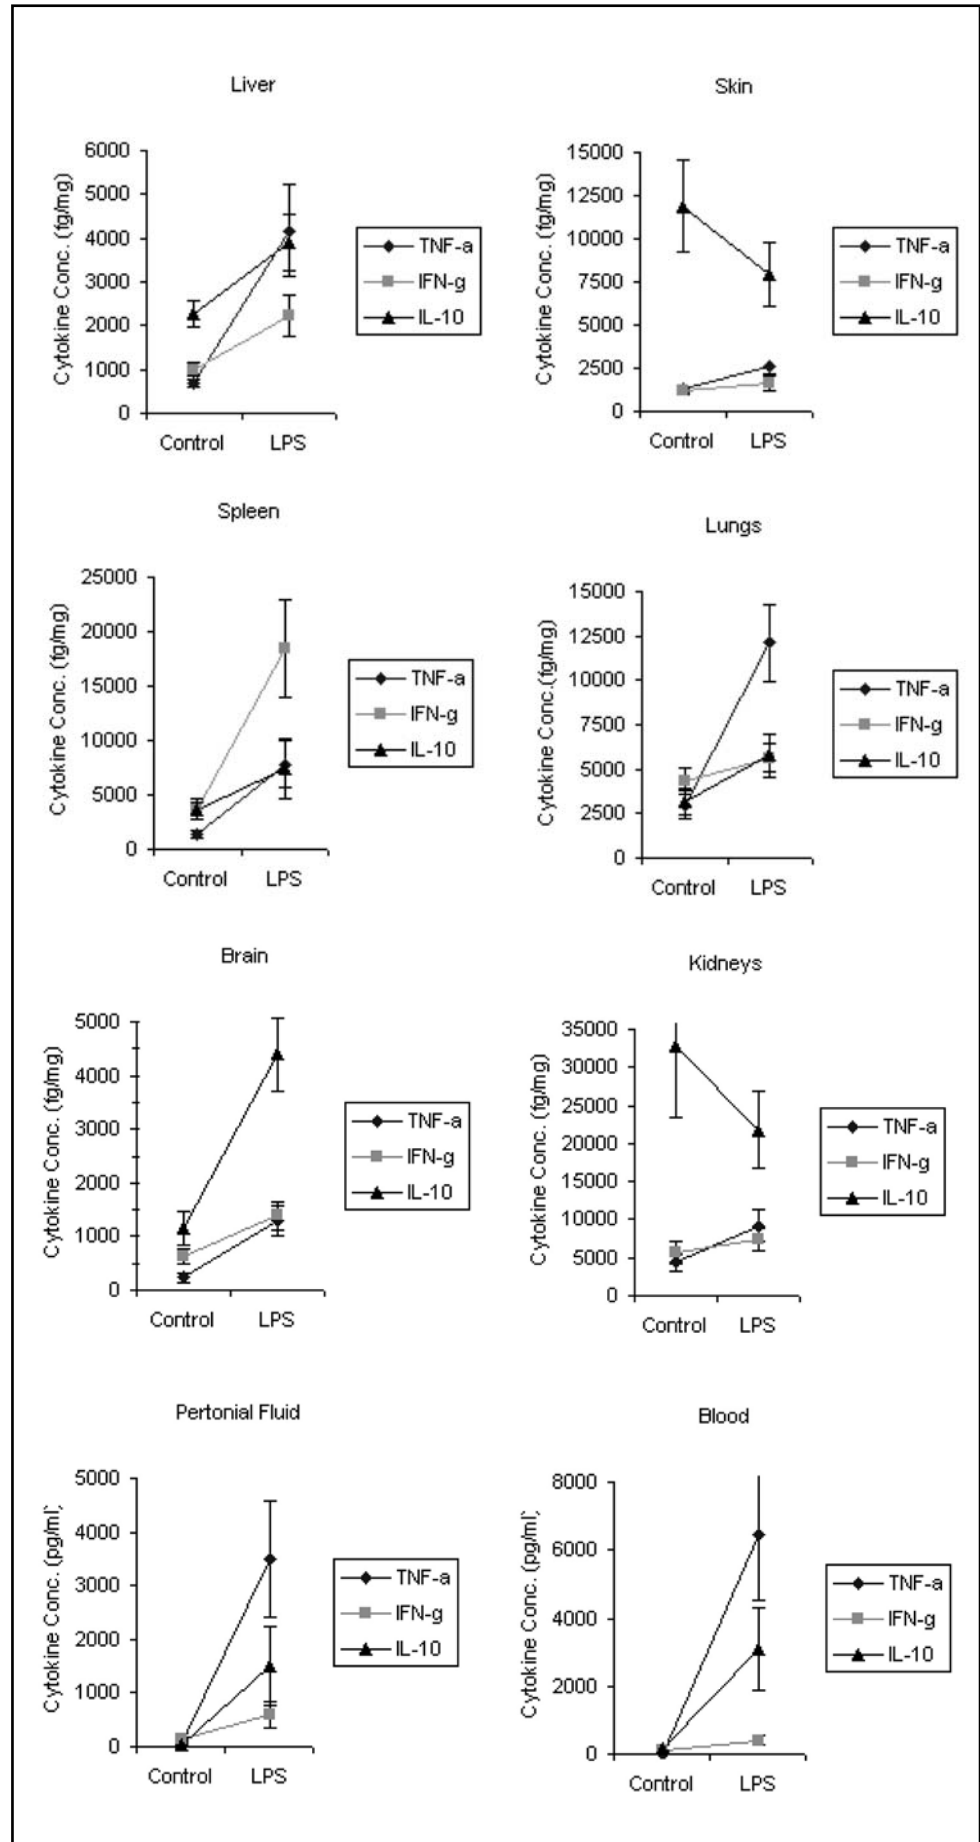 Liver
Cytokine Conc. (fg/mg)
6000
5000
4000
3000
2000
1000
0
Control LPS
TNF-a
IFN-g
IL-10
Skin
Cytokine Conc.(fg/mg)
15000
12500
10000
7500
5000
2500
0
Control LPS
TNF-a
IFN-g
IL-10
Spleen
Cytokine Conc. (fg/mg)
25000
20000
15000
10000
5000
0
Control LPS
TNF-a
IFN-g
IL-10
Lungs
Cytokine Conc.(fg/mg)
15000
12500
10000
7500
5000
2500
0
Control LPS
TNF-a
IFN-g
IL-10
Brain
Cytokine Conc. (fg/mg)
5000
4000
3000
2000
1000
0
Control LPS
TNF-a
IFN-g
IL-10
Kidneys
Cytokine Conc. (fg/mg)
35000
30000
25000
20000
15000
10000
5000
0
Control LPS
TNF-a
IFN-g
IL-10
Pertonial Fluid
Cytokine Conc. (pg/ml)
5000
4000
3000
2000
1000
0
Control LPS
TNF-a
IFN-g
IL-10
Blood
Cytokine Conc. (pg/ml)
8000
6000
4000
2000
0
Control LPS
TNF-a
IFN-g
IL-10